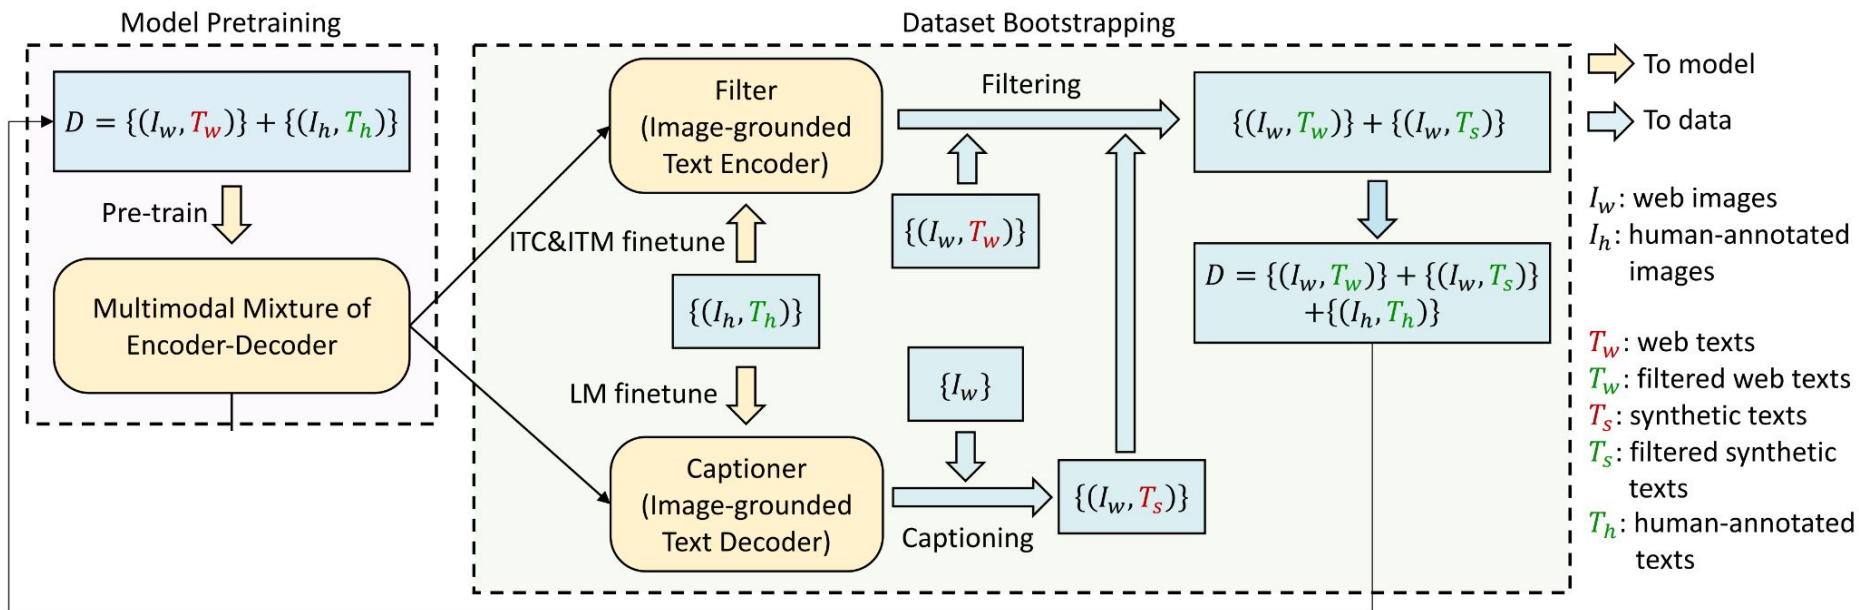 Model Pretraining
D = {(I_w, T_w)} + {(I_h, T_h)}
Pre-train
Multimodal Mixture of
Encoder-Decoder
Dataset Bootstrapping
Filter
(Image-grounded
Text Encoder)
ITC&ITM finetune
{(I_h, T_h)}
LM finetune
Captioner
(Image-grounded
Text Decoder)
Filtering
{(I_w, T_w)}
{I_w}
Captioning
{(I_w, T_s)}
{(I_w, T_w)} + {(I_w, T_s)}
D = {(I_w, T_w)} + {(I_w, T_s)}
+{(I_h, T_h)}
To model
To data
I_w: web images
I_h: human-annotated
images
T_w: web texts
T_w: filtered web texts
T_s: synthetic texts
T_s: filtered synthetic
texts
T_h: human-annotated
texts